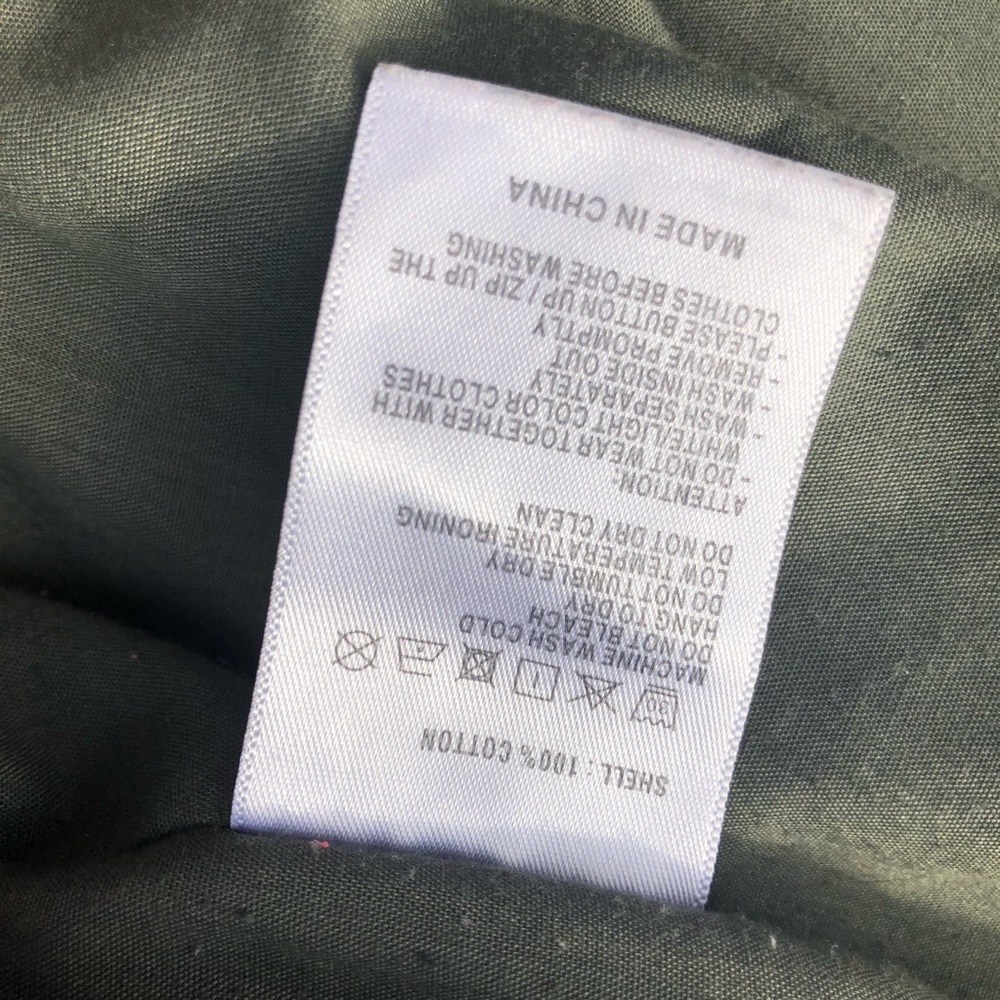 SHELL : 100% COTTON
30
MACHINE WASH COLD
DO NOT BLEACH
HANG TO DRY
DO NOT TUMBLE DRY
LOW TEMPERATURE IRONING
DO NOT DRY CLEAN
ATTENTION:
- DO NOT WEAR TOGETHER WITH
WHITE/LIGHT COLOR CLOTHES
- WASH SEPARATELY
- WASH INSIDE OUT
- REMOVE PROMPTLY
- PLEASE BUTTON UP / ZIP UP THE
CLOTHES BEFORE WASHING
MADE IN CHINA